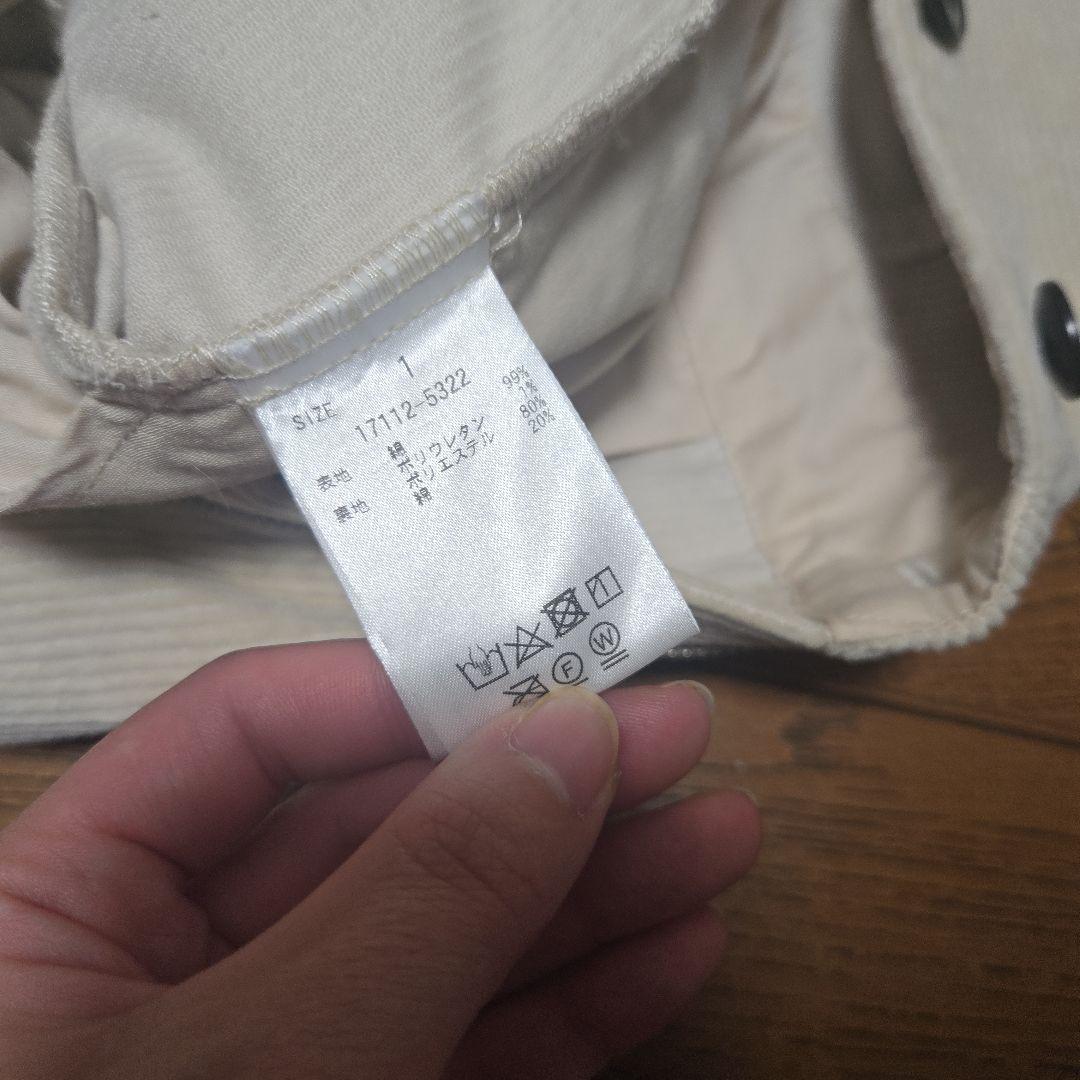 SIZE 1
17112-5322
表地 綿 99%
ポリウレタン 1%
裏地 ポリエステル 80%
綿 20%
F W